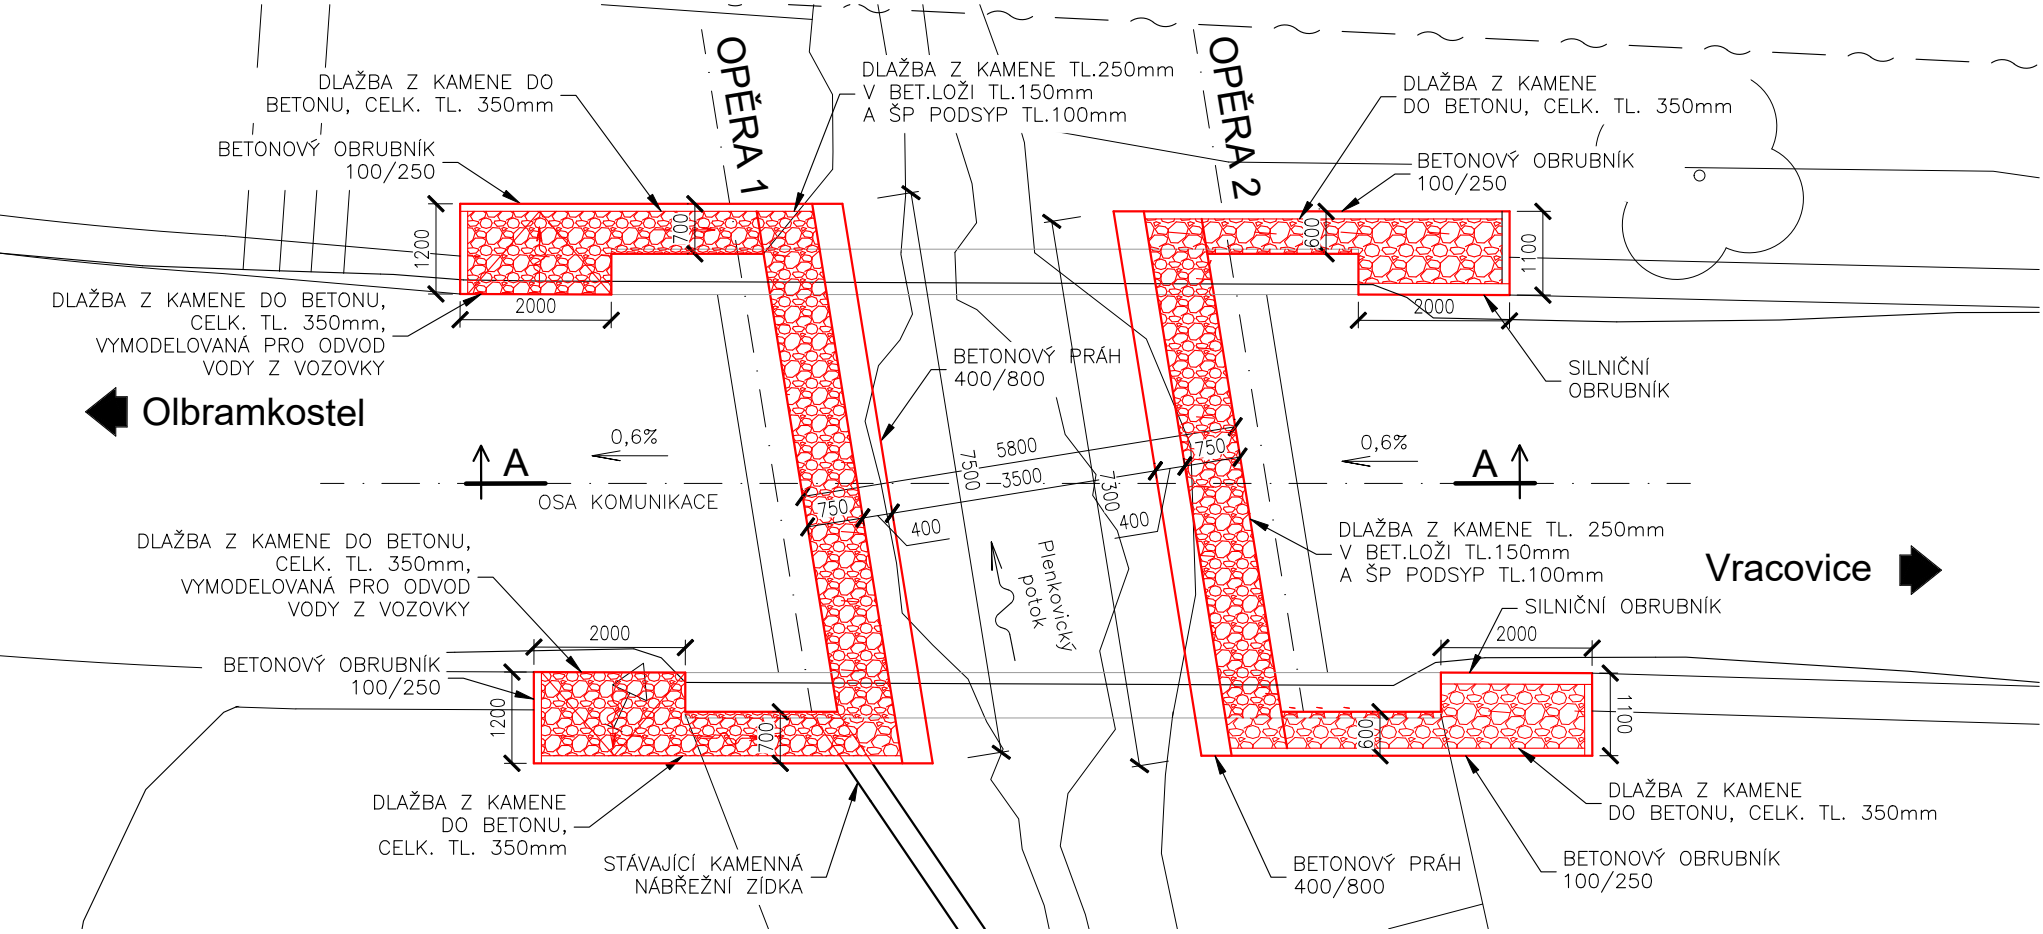 DLAŽBA Z KAMENE DO
BETONU, CELK. TL. 350mm
BETONOVÝ OBRUBNÍK
100/250
OPĚRA 1
DLAŽBA Z KAMENE TL.250mm
V BET.LOŽI TL.150mm
A ŠP PODSYP TL.100mm
OPĚRA 2
DLAŽBA Z KAMENE
DO BETONU, CELK. TL. 350mm
BETONOVÝ OBRUBNÍK
100/250
1200
700
600
1100
2000
2000
DLAŽBA Z KAMENE DO BETONU,
CELK. TL. 350mm,
VYMODELOVANÁ PRO ODVOD
VODY Z VOZOVKY
BETONOVÝ PRÁH
400/800
SILNIČNÍ
OBRUBNÍK
Olbramkostel
A
0,6%
OSA KOMUNIKACE
5800
3500
750
750
7500
7300
400
400
0,6%
A
DLAŽBA Z KAMENE DO BETONU,
CELK. TL. 350mm,
VYMODELOVANÁ PRO ODVOD
VODY Z VOZOVKY
Plenkovický
potok
DLAŽBA Z KAMENE TL. 250mm
V BET.LOŽI TL.150mm
A ŠP PODSYP TL.100mm
Vracovice
SILNIČNÍ OBRUBNÍK
2000
2000
BETONOVÝ OBRUBNÍK
100/250
1200
700
600
1100
DLAŽBA Z KAMENE
DO BETONU,
CELK. TL. 350mm
STÁVAJÍCÍ KAMENNÁ
NÁBŘEŽNÍ ZÍDKA
BETONOVÝ PRÁH
400/800
DLAŽBA Z KAMENE
DO BETONU, CELK. TL. 350mm
BETONOVÝ OBRUBNÍK
100/250